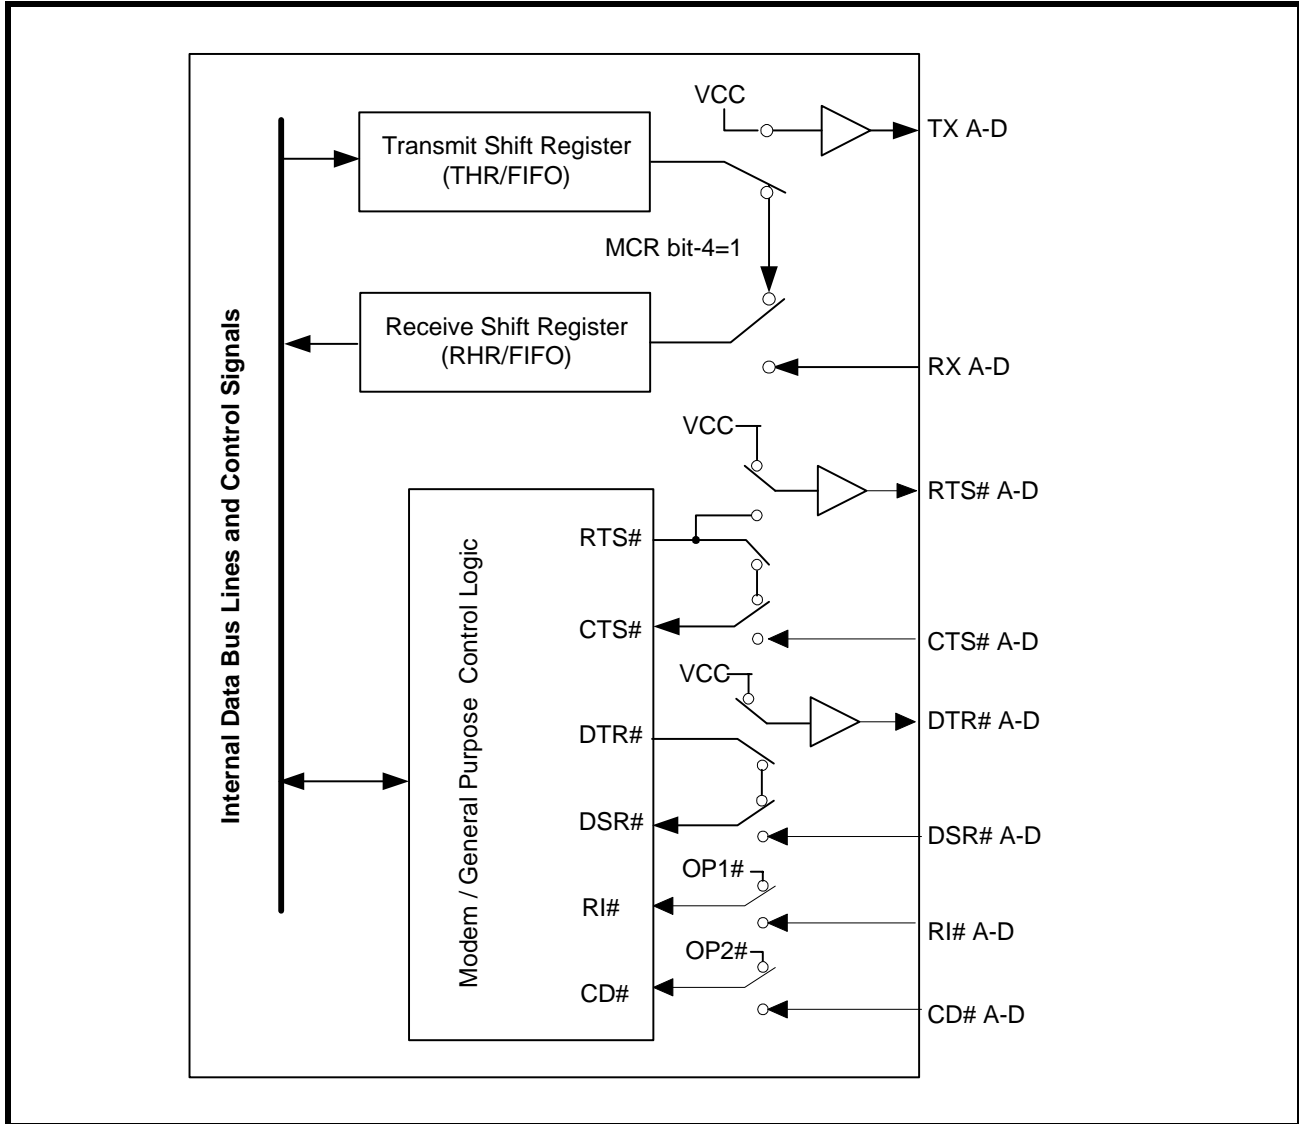 VCC
TX A-D
Transmit Shift Register
(THR/FIFO)
MCR bit-4=1
Receive Shift Register
(RHR/FIFO)
RX A-D
Internal Data Bus Lines and Control Signals
VCC
RTS# A-D
Modem / General Purpose Control Logic
RTS#
CTS#
CTS# A-D
VCC
DTR# A-D
DTR#
DSR#
DSR# A-D
OP1#
RI#
RI# A-D
OP2#
CD#
CD# A-D